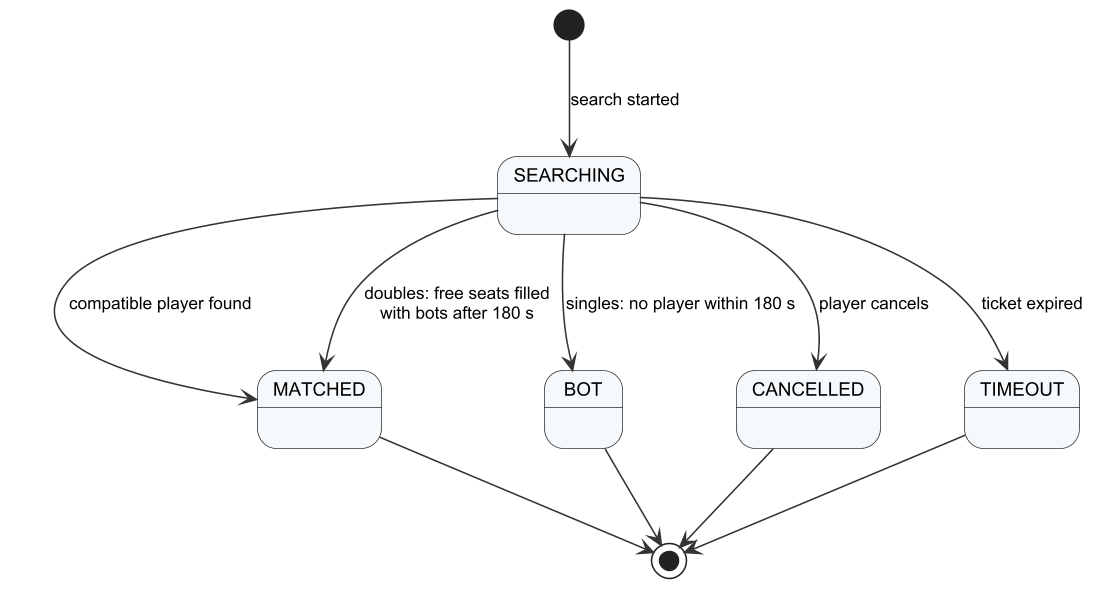 search started
SEARCHING
compatible player found
doubles: free seats filled
with bots after 180 s
singles: no player within 180 s
player cancels
ticket expired
MATCHED
BOT
CANCELLED
TIMEOUT